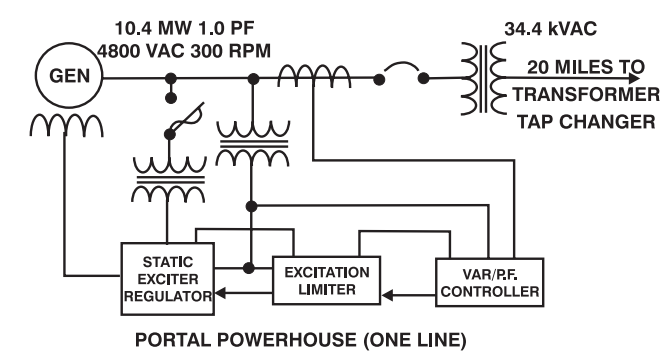 10.4 MW 1.0 PF
4800 VAC 300 RPM
34.4 kVAC
GEN
20 MILES TO
TRANSFORMER
TAP CHANGER
STATIC
EXCITER
REGULATOR
EXCITATION
LIMITER
VAR/P.F.
CONTROLLER
PORTAL POWERHOUSE (ONE LINE)